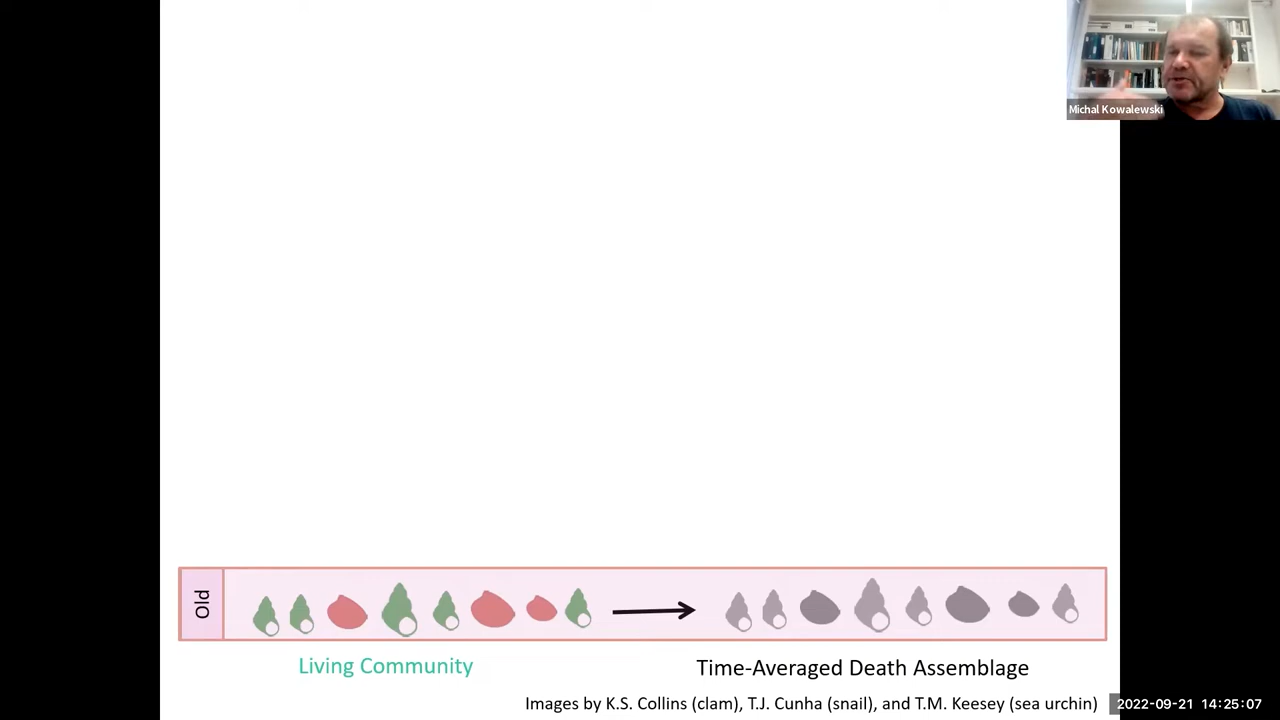 Michal Kowalewski
Old
Living Community
Time-Averaged Death Assemblage
Images by K.S. Collins (clam), T.J. Cunha (snail), and T.M. Keesey (sea urchin)
2022-09-21 14:25:07